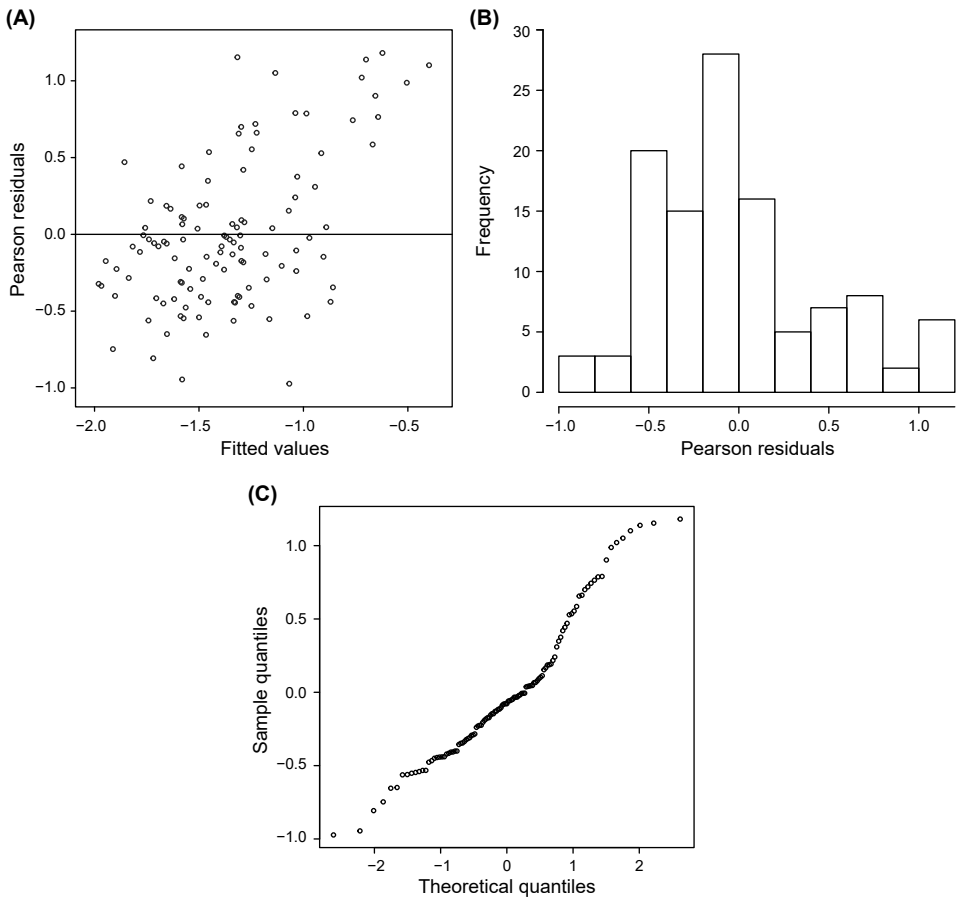 (A)
1.0
0.5
0.0
−0.5
−1.0
Pearson residuals
−2.0 −1.5 −1.0 −0.5
Fitted values
(B)
30
25
20
15
10
5
0
Frequency
−1.0 −0.5 0.0 0.5 1.0
Pearson residuals
(C)
1.0
0.5
0.0
−0.5
−1.0
Sample quantiles
−2 −1 0 1 2
Theoretical quantiles